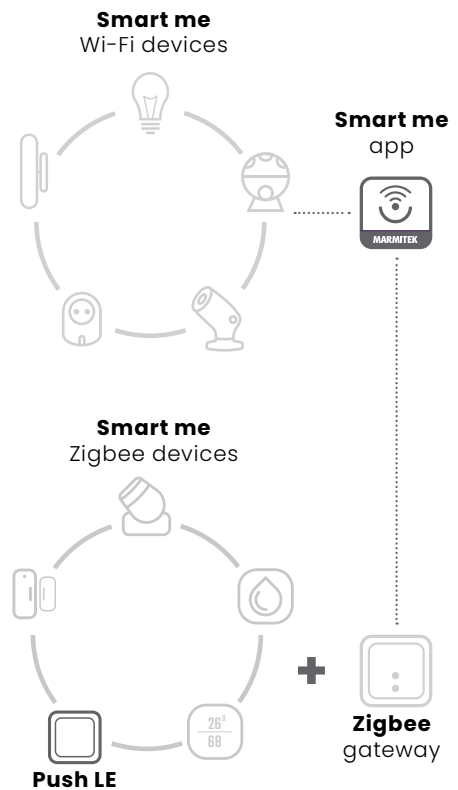 Smart me
Wi-Fi devices
Smart me
app
MARMITEK
Smart me
Zigbee devices
26°
68
Zigbee
gateway
Push LE